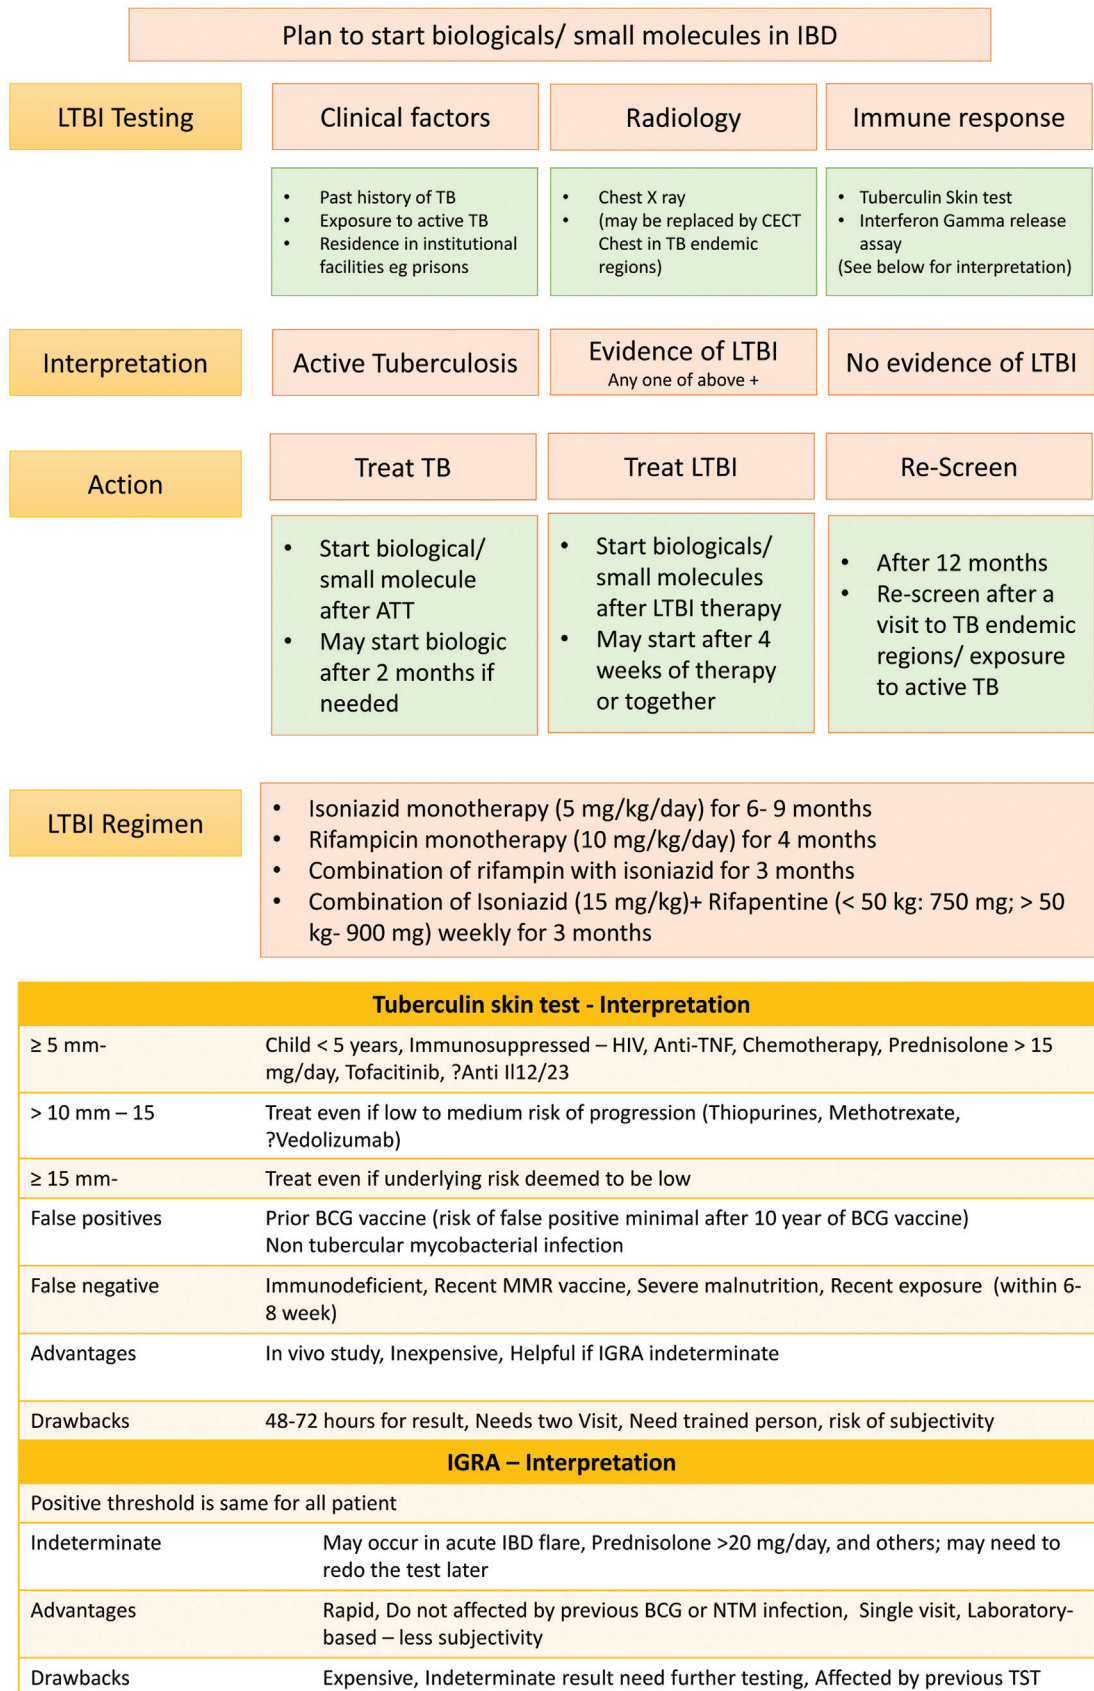 Plan to start biologicals/ small molecules in IBD
LTBI Testing
Clinical factors
Radiology
Immune response
• Past history of TB
• Exposure to active TB
• Residence in institutional
facilities eg prisons
• Chest X ray
• (may be replaced by CECT
Chest in TB endemic
regions)
• Tuberculin Skin test
• Interferon Gamma release
assay
(See below for interpretation)
Interpretation
Active Tuberculosis
Evidence of LTBI
Any one of above +
No evidence of LTBI
Action
Treat TB
Treat LTBI
Re-Screen
• Start biological/
small molecule
after ATT
• May start biologic
after 2 months if
needed
• Start biologicals/
small molecules
after LTBI therapy
• May start after 4
weeks of therapy
or together
• After 12 months
• Re-screen after a
visit to TB endemic
regions/ exposure
to active TB
LTBI Regimen
• Isoniazid monotherapy (5 mg/kg/day) for 6- 9 months
• Rifampicin monotherapy (10 mg/kg/day) for 4 months
• Combination of rifampin with isoniazid for 3 months
• Combination of Isoniazid (15 mg/kg)+ Rifapentine (< 50 kg: 750 mg; > 50
kg- 900 mg) weekly for 3 months
Tuberculin skin test - Interpretation
≥ 5 mm- Child < 5 years, Immunosuppressed – HIV, Anti-TNF, Chemotherapy, Prednisolone > 15
mg/day, Tofacitinib, ?Anti Il12/23
> 10 mm – 15 Treat even if low to medium risk of progression (Thiopurines, Methotrexate,
?Vedolizumab)
≥ 15 mm- Treat even if underlying risk deemed to be low
False positives Prior BCG vaccine (risk of false positive minimal after 10 year of BCG vaccine)
Non tubercular mycobacterial infection
False negative Immunodeficient, Recent MMR vaccine, Severe malnutrition, Recent exposure (within 6-
8 week)
Advantages In vivo study, Inexpensive, Helpful if IGRA indeterminate
Drawbacks 48-72 hours for result, Needs two Visit, Need trained person, risk of subjectivity
IGRA – Interpretation
Positive threshold is same for all patient
Indeterminate May occur in acute IBD flare, Prednisolone >20 mg/day, and others; may need to
redo the test later
Advantages Rapid, Do not affected by previous BCG or NTM infection, Single visit, Laboratory-
based – less subjectivity
Drawbacks Expensive, Indeterminate result need further testing, Affected by previous TST